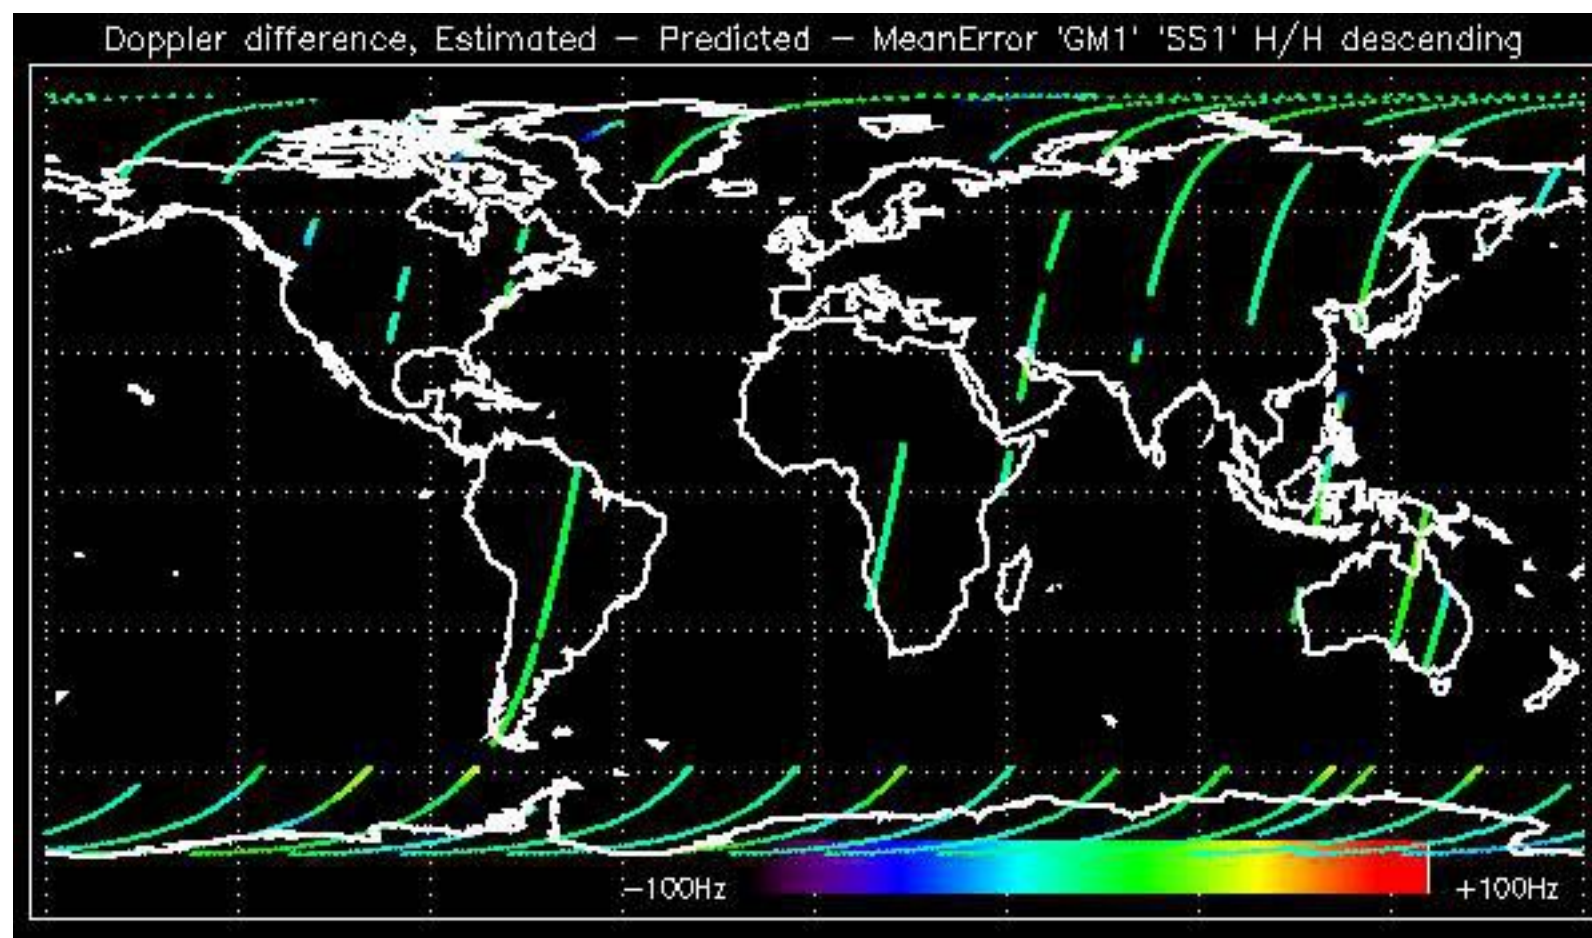 Doppler difference, Estimated – Predicted – MeanError 'GM1' 'SS1' H/H descending
-100Hz +100Hz